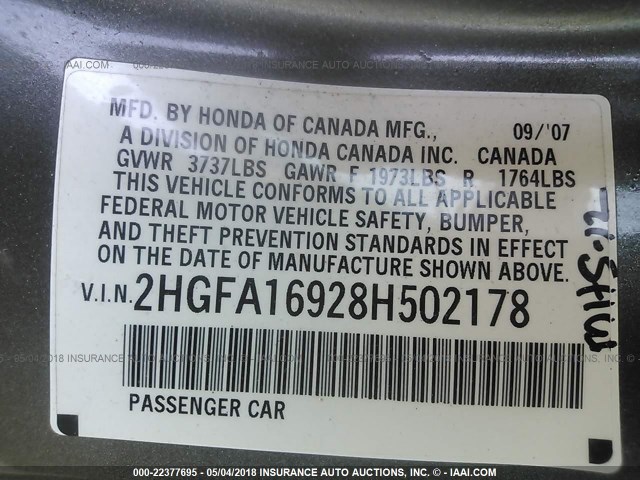 MFD. BY HONDA OF CANADA MFG., 09/'07
A DIVISION OF HONDA CANADA INC. CANADA
GVWR 3737LBS GAWR F 1973LBS R 1764LBS
THIS VEHICLE CONFORMS TO ALL APPLICABLE
FEDERAL MOTOR VEHICLE SAFETY, BUMPER,
AND THEFT PREVENTION STANDARDS IN EFFECT
ON THE DATE OF MANUFACTURE SHOWN ABOVE.
V.I.N. 2HGFA16928H502178
PASSENGER CAR
000-22377695 - 05/04/2018 - INSURANCE AUTO AUCTIONS, INC. - © - IAAI.COM